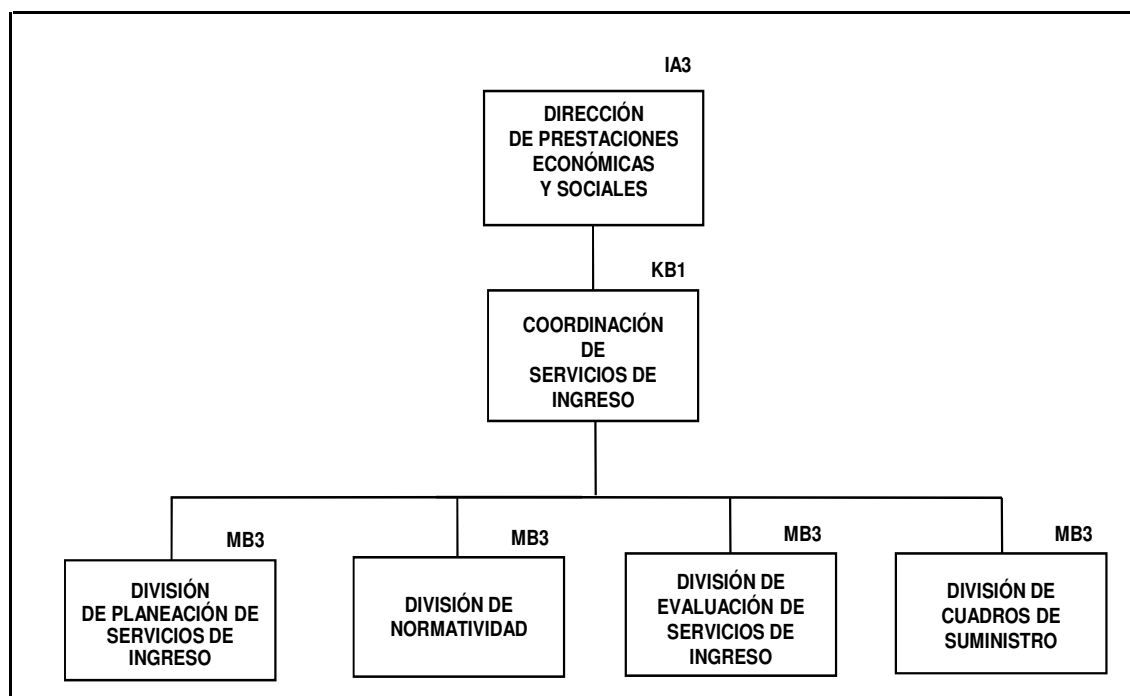 IA3
DIRECCIÓN
DE PRESTACIONES
ECONÓMICAS
Y SOCIALES
KB1
COORDINACIÓN
DE
SERVICIOS DE
INGRESO
MB3
DIVISIÓN
DE PLANEACIÓN DE
SERVICIOS DE
INGRESO
MB3
DIVISIÓN DE
NORMATIVIDAD
MB3
DIVISIÓN DE
EVALUACIÓN DE
SERVICIOS DE
INGRESO
MB3
DIVISIÓN DE
CUADROS DE
SUMINISTRO